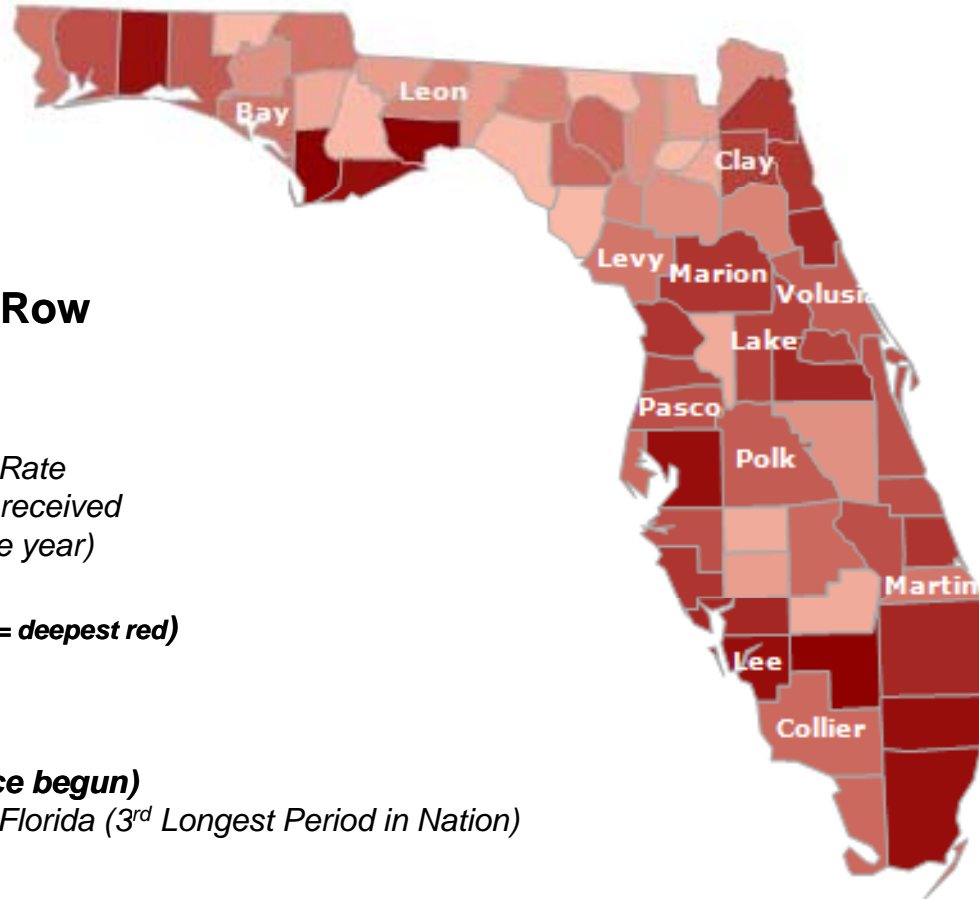 Leon
Bay
Clay
Levy
Marion
Row
Volusi
Lake
Pasco
Rate
Polk
received
e year)
Martin
= deepest red)
Lee
Collier
ce begun)
Florida (3rd Longest Period in Nation)